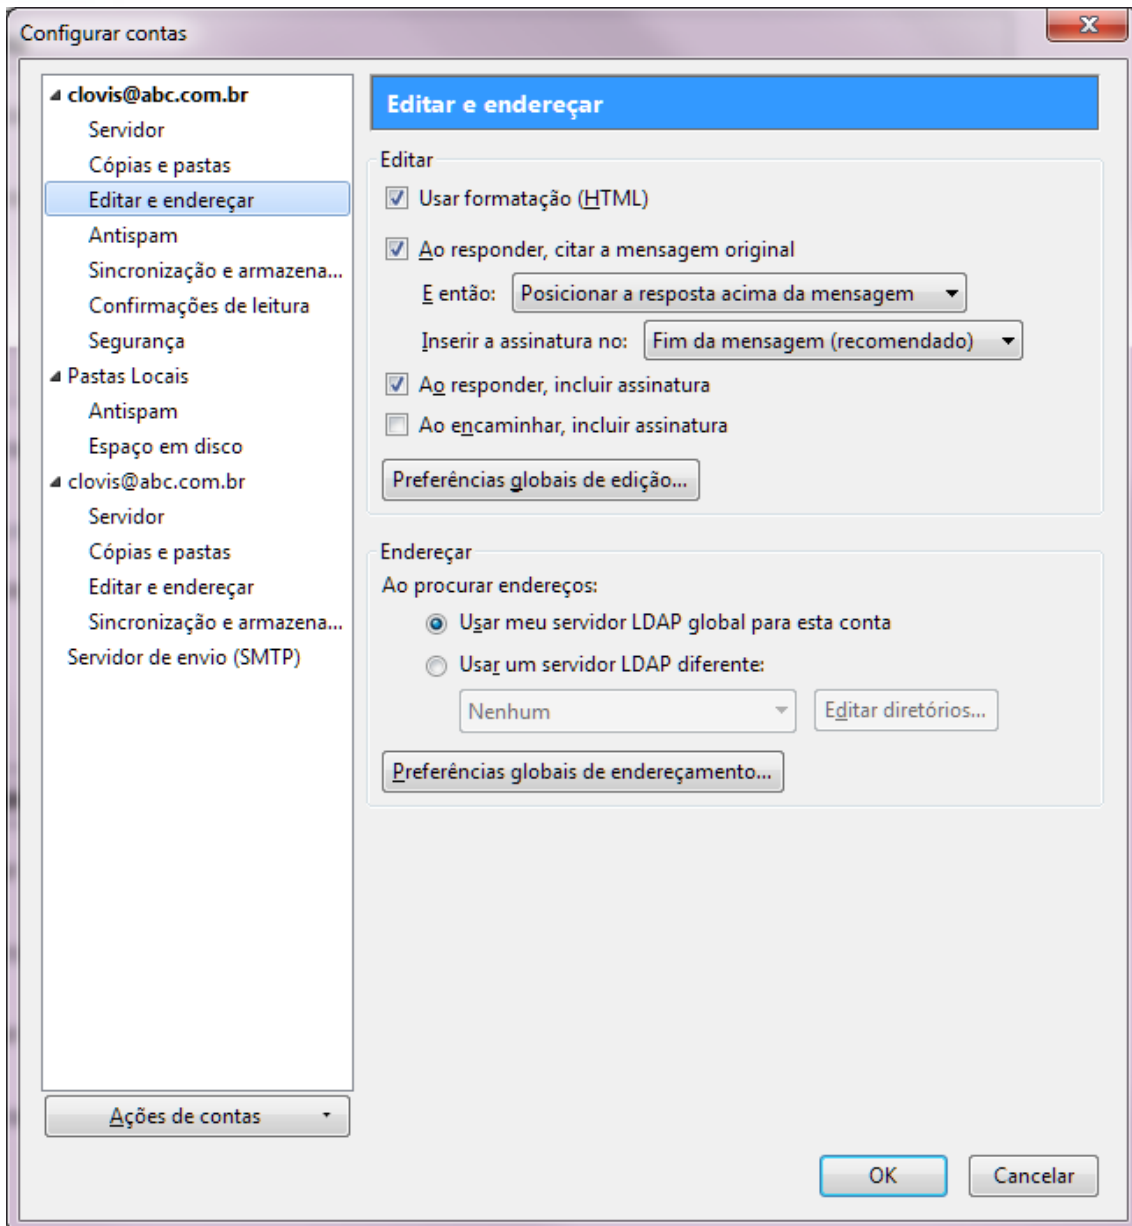 Configurar contas
clovis@abc.com.br
Servidor
Cópias e pastas
Editar e endereçar
Antispam
Sincronização e armazena...
Confirmações de leitura
Segurança
Pastas Locais
Antispam
Espaço em disco
clovis@abc.com.br
Servidor
Cópias e pastas
Editar e endereçar
Sincronização e armazena...
Servidor de envio (SMTP)
Ações de contas
Editar e endereçar
Editar
Usar formatação (HTML)
Ao responder, citar a mensagem original
E então: Posicionar a resposta acima da mensagem
Inserir a assinatura no: Fim da mensagem (recomendado)
Ao responder, incluir assinatura
Ao encaminhar, incluir assinatura
Preferências globais de edição...
Endereçar
Ao procurar endereços:
Usar meu servidor LDAP global para esta conta
Usar um servidor LDAP diferente:
Nenhum Editar diretórios...
Preferências globais de endereçamento...
OK Cancelar